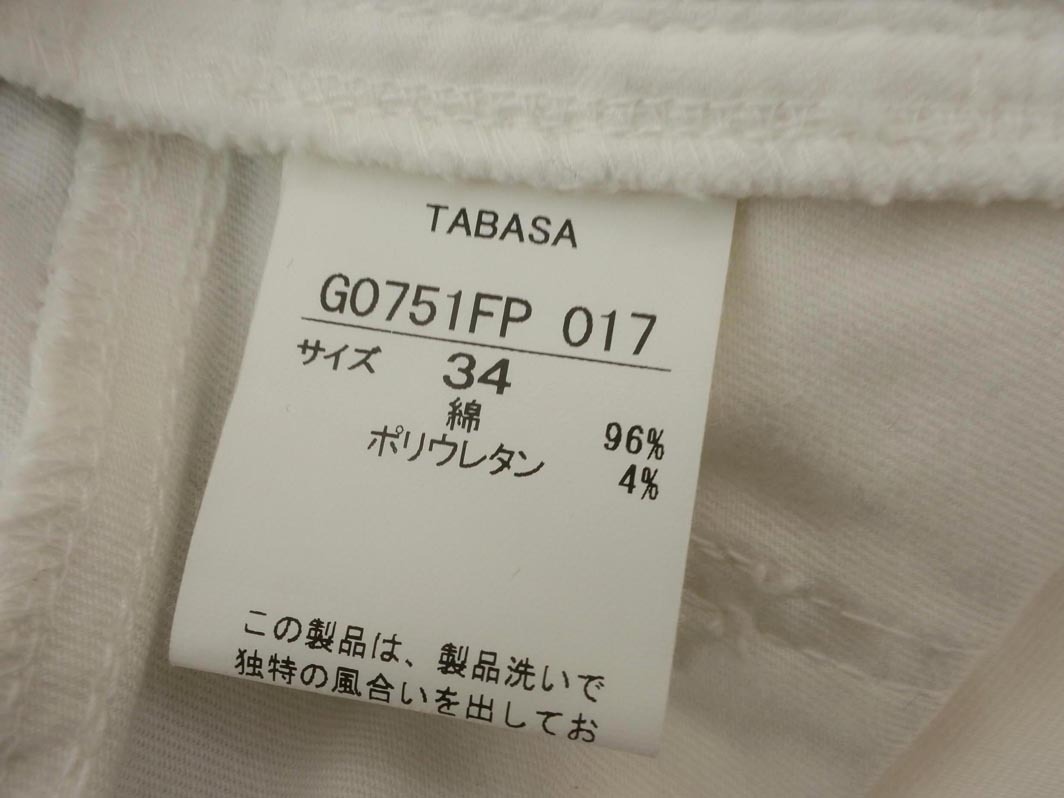 TABASA
G0751FP 017
サイズ 34
綿 96%
ポリウレタン 4%
この製品は、製品洗いで
独特の風合いを出してお